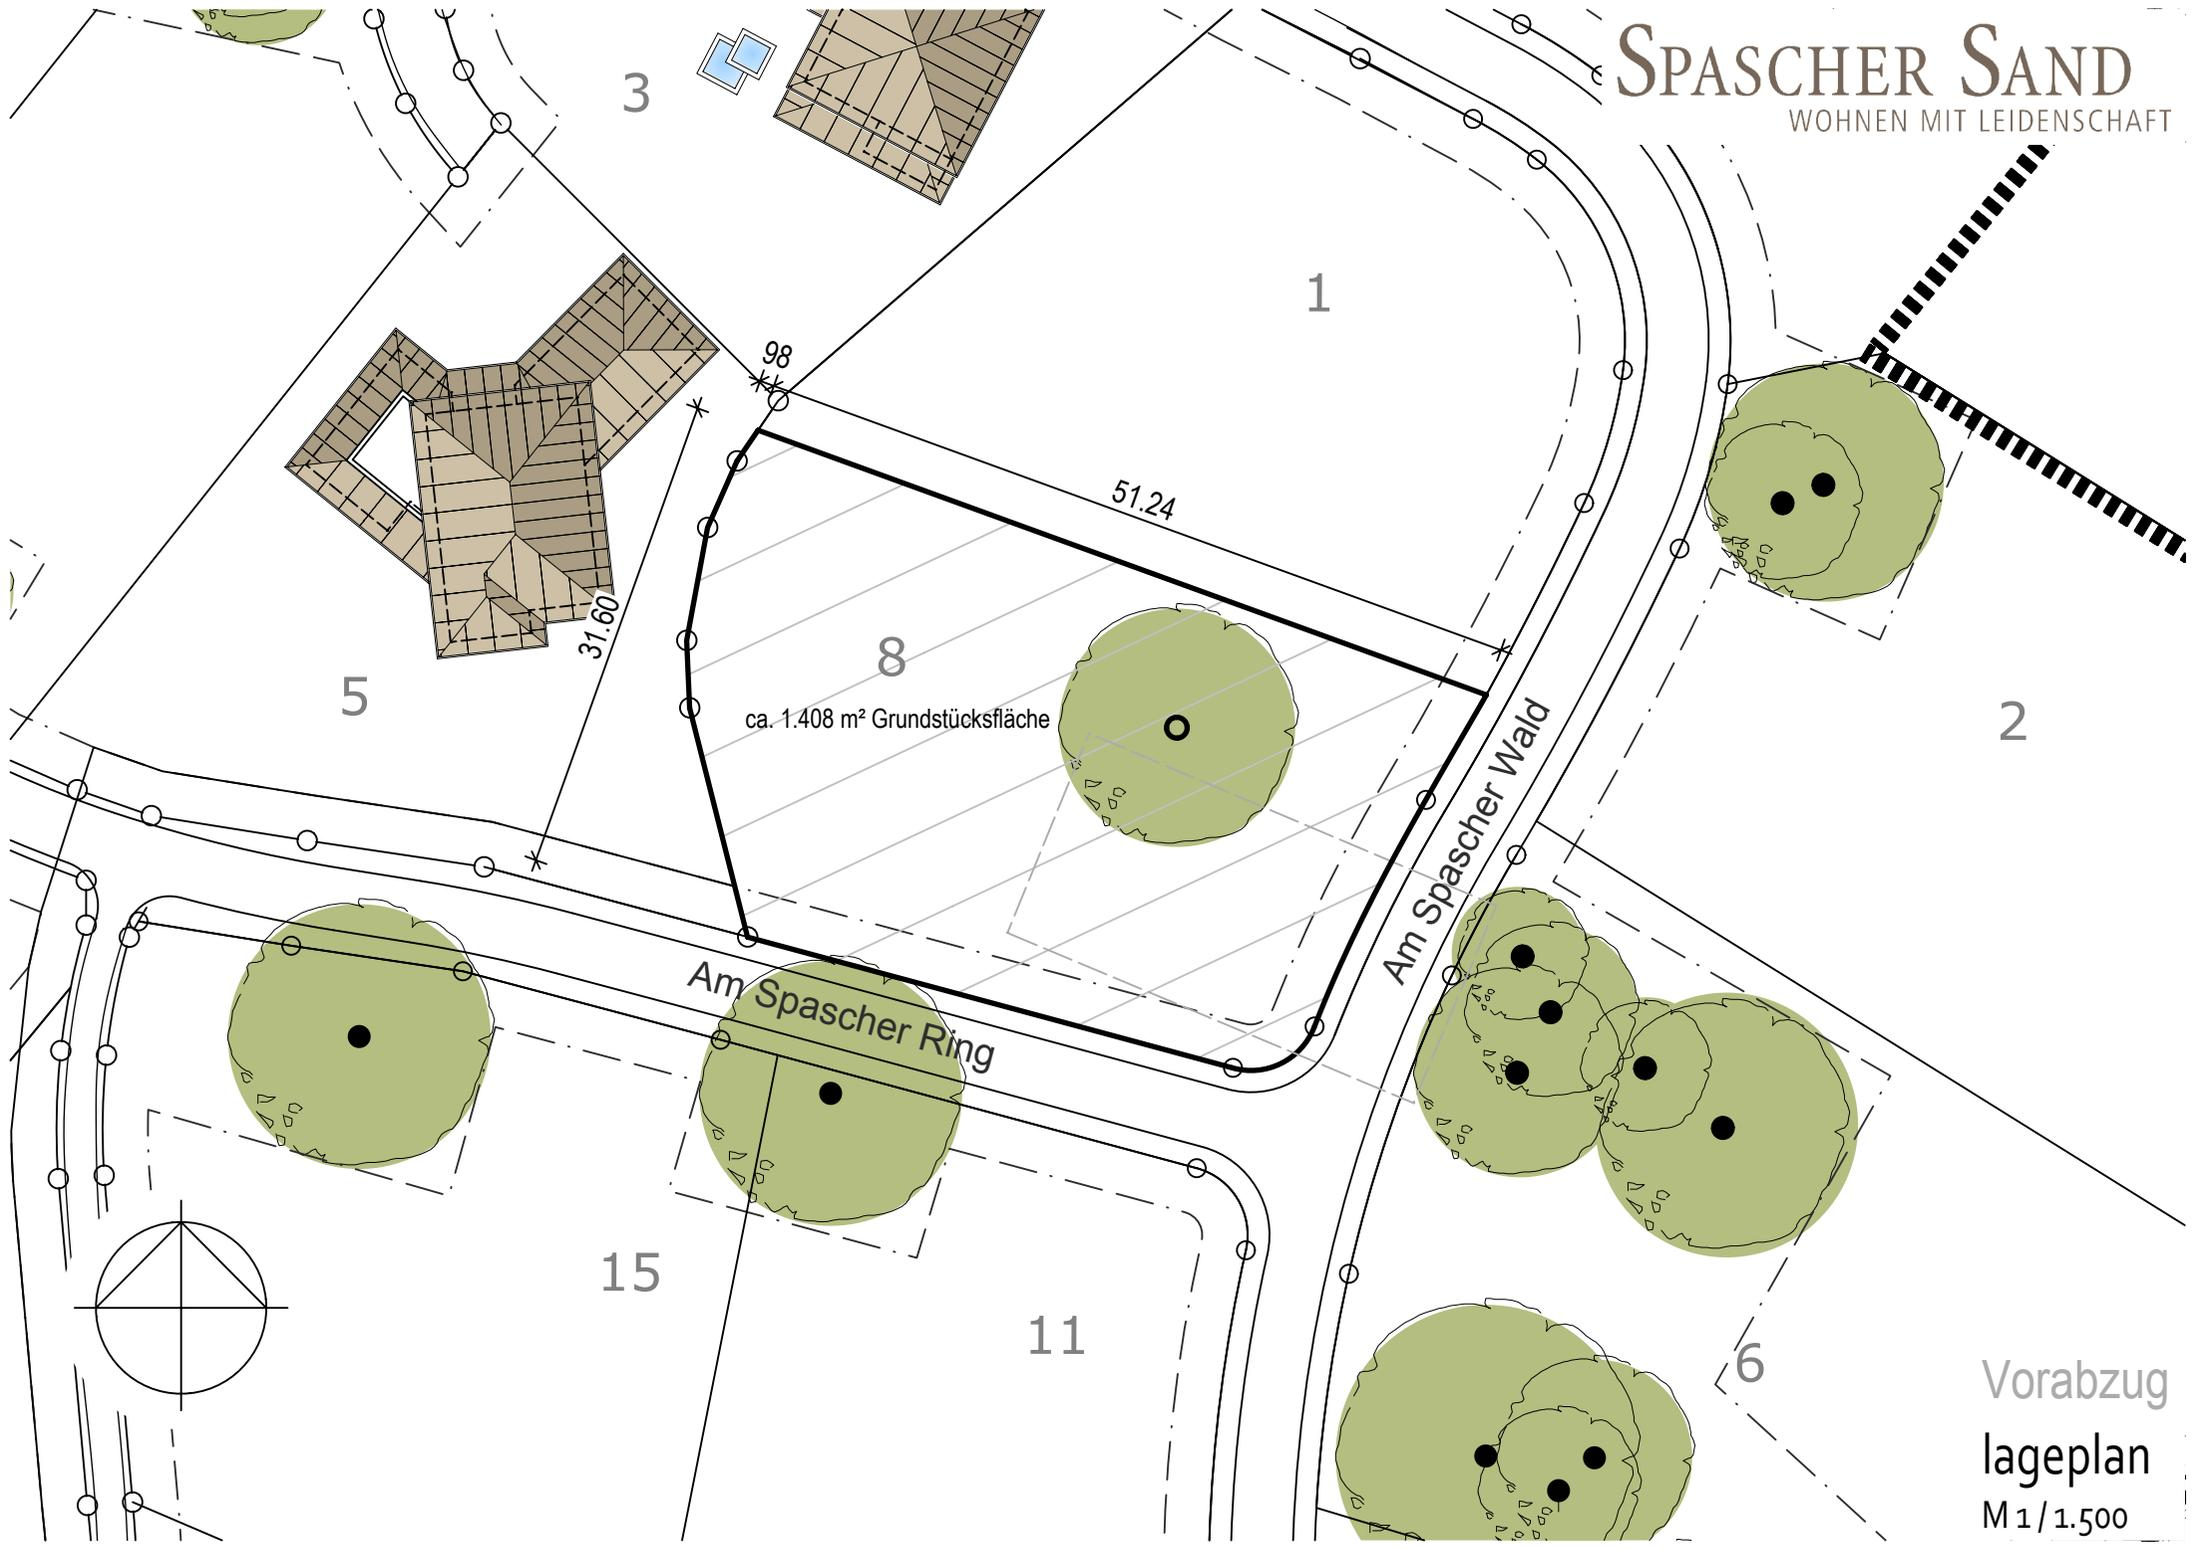 SPASCHER SAND
WOHNEN MIT LEIDENSCHAFT
3
1
98
51.24
31.60
8
ca. 1.408 m² Grundstücksfläche
5
2
Am Spascher Wald
Am Spascher Ring
15
11
6
Vorabzug
lageplan
M 1 / 1.500